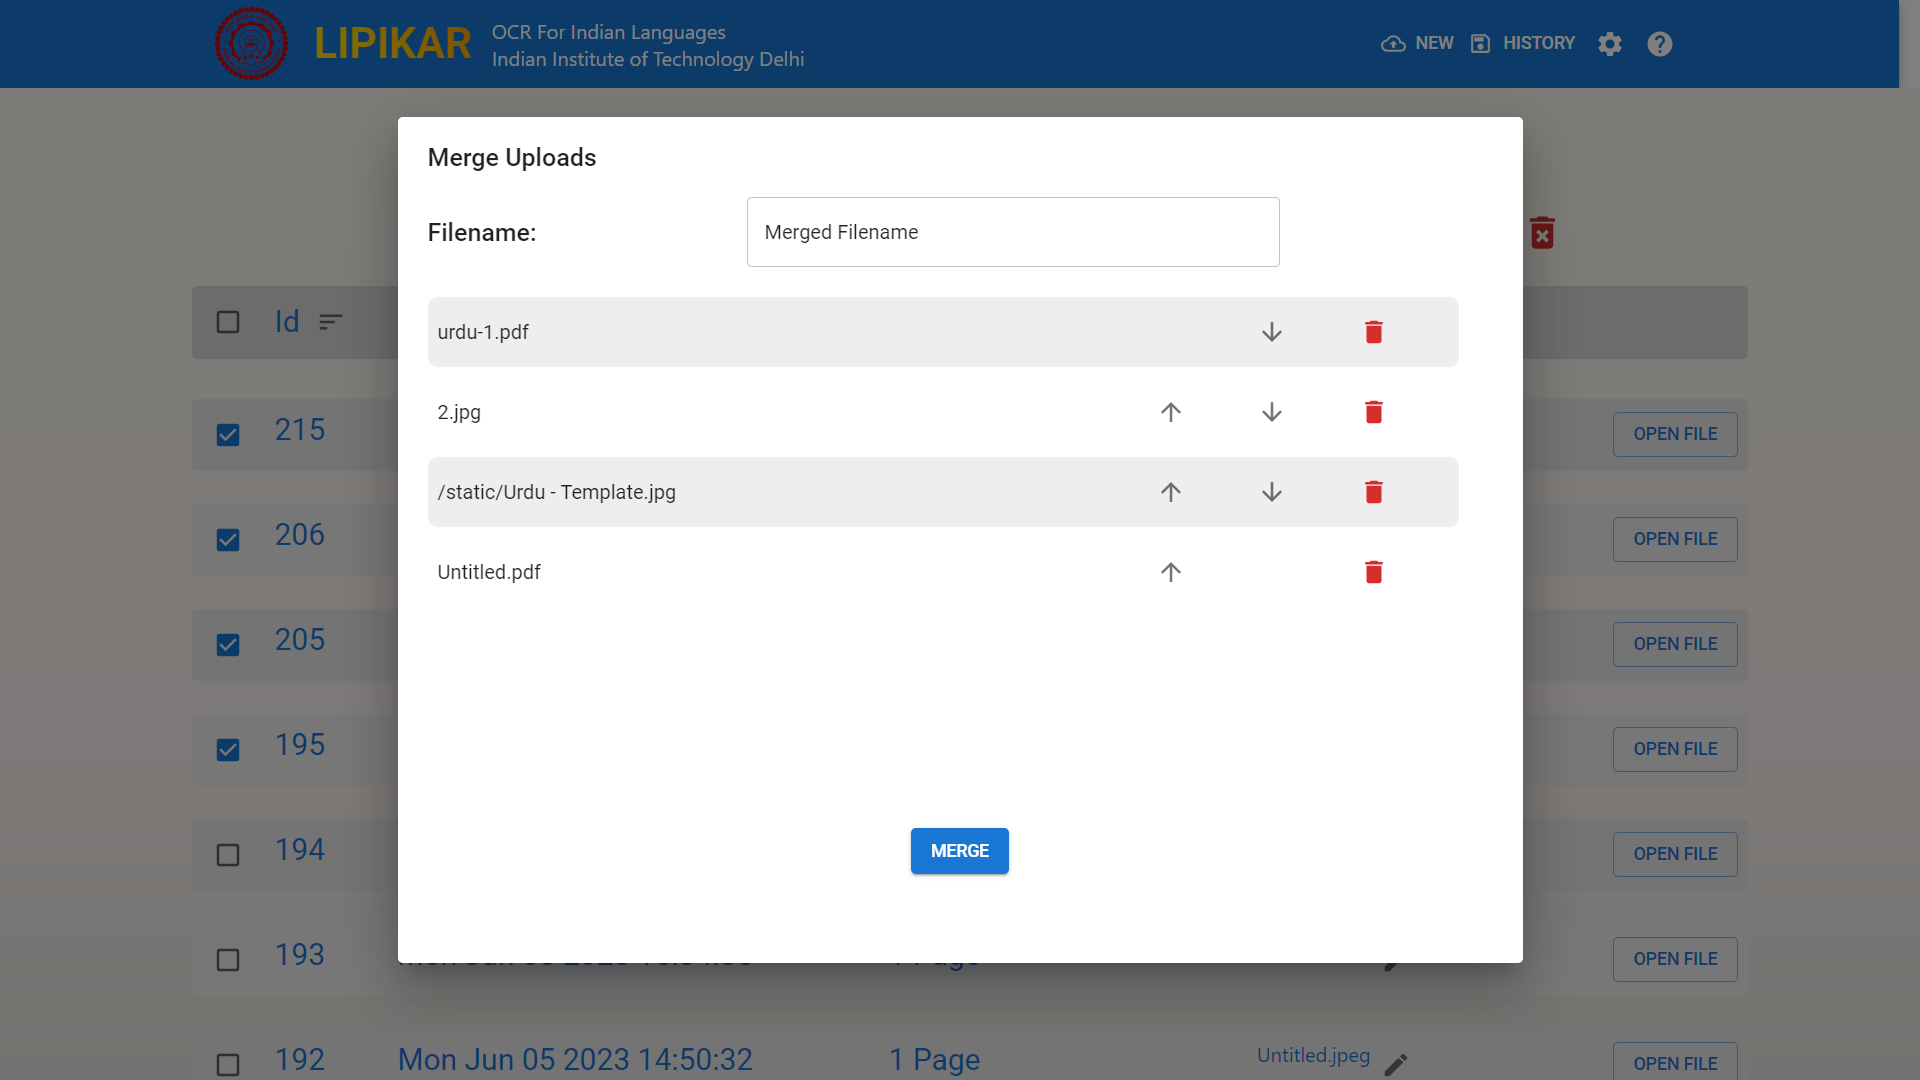 LIPIKAR
OCR For Indian Languages
Indian Institute of Technology Delhi
NEW
HISTORY
Merge Uploads
Filename:
Merged Filename
urdu-1.pdf
2.jpg
/static/Urdu - Template.jpg
Untitled.pdf
MERGE
Id
215
OPEN FILE
206
OPEN FILE
205
OPEN FILE
195
OPEN FILE
194
OPEN FILE
193
1 Page
OPEN FILE
192
Mon Jun 05 2023 14:50:32
1 Page
Untitled.jpeg
OPEN FILE